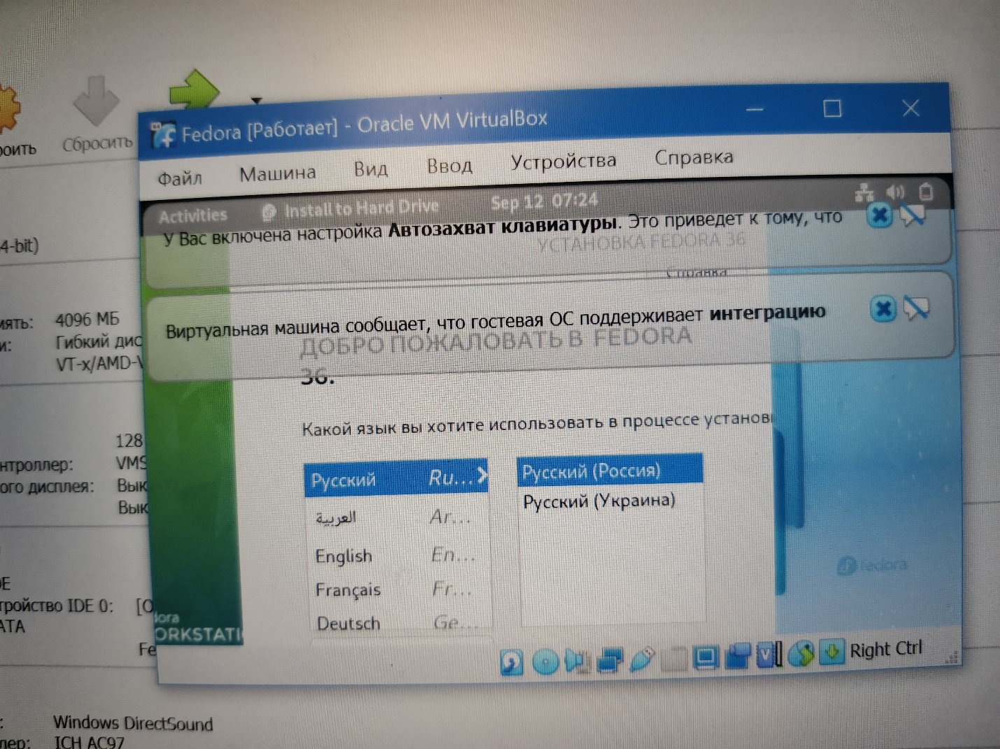 Сбросить
Fedora [Работает] - Oracle VM VirtualBox
Файл Машина Вид Ввод Устройства Справка
Activities Install to Hard Drive Sep 12 07:24
У Вас включена настройка Автозахват клавиатуры. Это приведет к тому, что
УСТАНОВКА FEDORA 36
Справка
Виртуальная машина сообщает, что гостевая ОС поддерживает интеграцию
ДОБРО ПОЖАЛОВАТЬ В FEDORA
36.
Какой язык вы хотите использовать в процессе установ
Русский Ru... Русский (Россия)
Русский (Украина)
العربية Ar...
English En...
Français Fr...
Deutsch Ge...
fedora
dora
ORKSTATI
Right Ctrl
роить
4-bit)
мять: 4096 МБ
и: Гибкий дис
VT-x/AMD-V
128
нтроллер: VMS
ого дисплея: Вык
Вык
DE
тройство IDE 0: [О
АТА
Fe
: Windows DirectSound
лер: ICH AC97